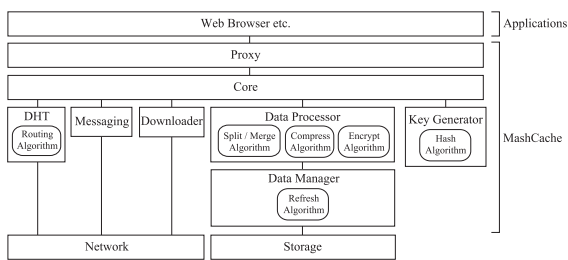 Web Browser etc.
Applications
Proxy
Core
DHT
Routing
Algorithm
Messaging
Downloader
Data Processor
Split / Merge
Algorithm
Compress
Algorithm
Encrypt
Algorithm
Key Generator
Hash
Algorithm
MashCache
Data Manager
Refresh
Algorithm
Network
Storage